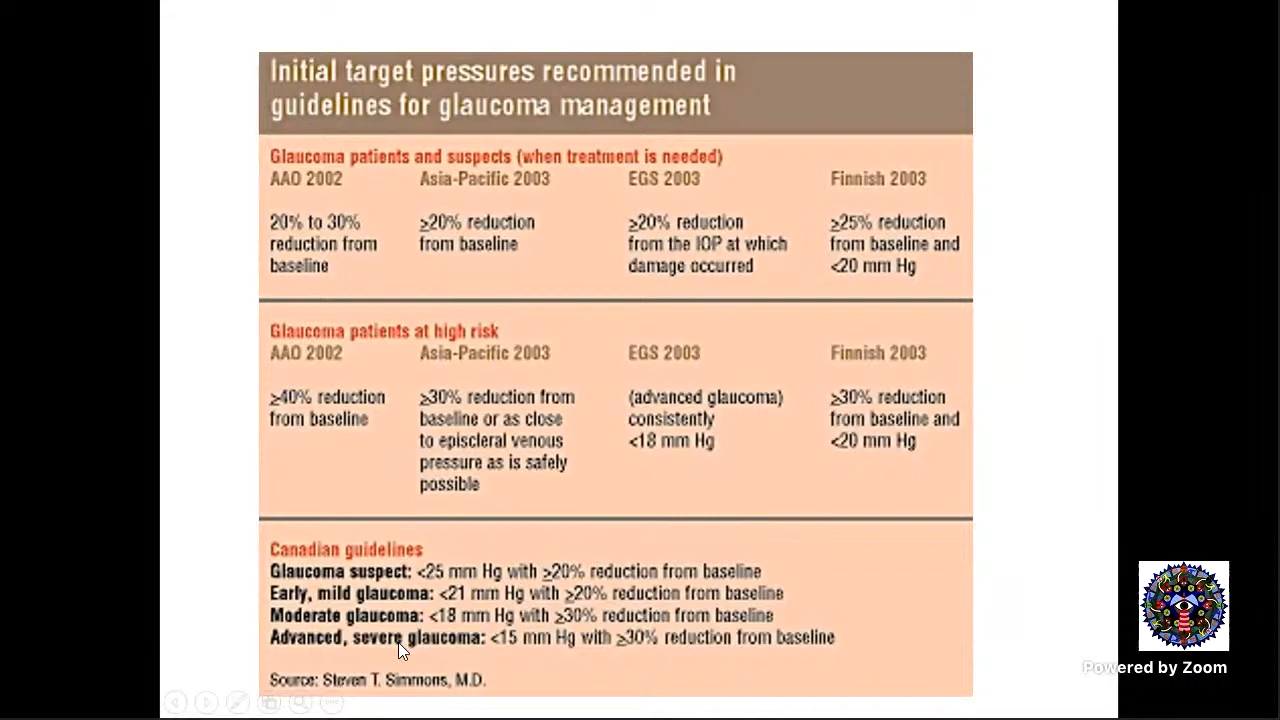 Initial target pressures recommended in
guidelines for glaucoma management
Glaucoma patients and suspects (when treatment is needed)
AAO 2002
20% to 30%
reduction from
baseline
Asia-Pacific 2003
≥20% reduction
from baseline
EGS 2003
≥20% reduction
from the IOP at which
damage occurred
Finnish 2003
≥25% reduction
from baseline and
<20 mm Hg
Glaucoma patients at high risk
AAO 2002
≥40% reduction
from baseline
Asia-Pacific 2003
≥30% reduction from
baseline or as close
to episcleral venous
pressure as is safely
possible
EGS 2003
(advanced glaucoma)
consistently
<18 mm Hg
Finnish 2003
≥30% reduction
from baseline and
<20 mm Hg
Canadian guidelines
Glaucoma suspect: <25 mm Hg with ≥20% reduction from baseline
Early, mild glaucoma: <21 mm Hg with ≥20% reduction from baseline
Moderate glaucoma: <18 mm Hg with ≥30% reduction from baseline
Advanced, severe glaucoma: <15 mm Hg with ≥30% reduction from baseline
Source: Steven T. Simmons, M.D.
Powered by Zoom